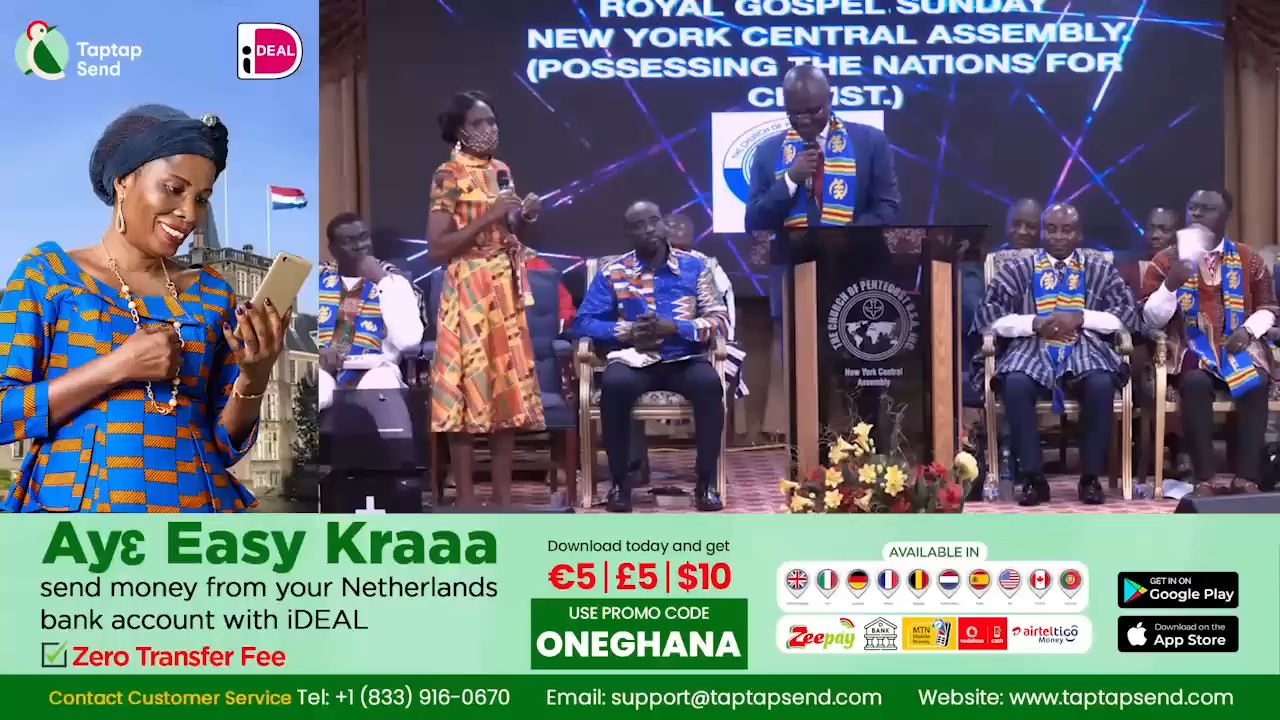 Taptap
Send
iDEAL
ROYAL GOSPEL SUNDAY
NEW YORK CENTRAL ASSEMBLY.
(POSSESSING THE NATIONS FOR
CHRIST.)
THE CHURCH OF PENTECOST U.S.A. INC.
New York Central
Assembly
Ayɛ Easy Kraaa
send money from your Netherlands
bank account with iDEAL
Zero Transfer Fee
Download today and get
€5 | £5 | $10
USE PROMO CODE
ONEGHANA
AVAILABLE IN
Zeepay
BANK
MTN
Mobile
Money
vodafone cash
airteltigo
Money
GET IN ON
Google Play
Download on the
App Store
Contact Customer Service Tel: +1 (833) 916-0670 Email: support@taptapsend.com Website: www.taptapsend.com